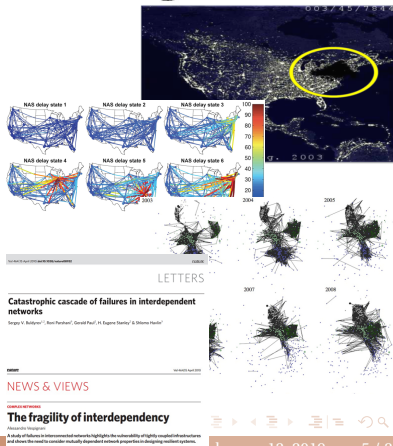 003/45/7844
g. 2003
NAS delay state 1
NAS delay state 2
NAS delay state 3
NAS delay state 4
NAS delay state 5
NAS delay state 6
100
90
80
70
60
50
40
30
20
2003
2004
2005
2007
2008
LETTERS
Catastrophic cascade of failures in interdependent
networks
Sergey V. Buldyrev, Roni Parshani, Gerald Paul, H. Eugene Stanley & Shlomo Havlin
NEWS & VIEWS
COMPLEX NETWORKS
The fragility of interdependency
Alessandro Vespignani
A study of failures in interconnected networks highlights the vulnerability of tightly coupled infrastructures
and shows the need to consider mutually dependent network properties in designing resilient systems.